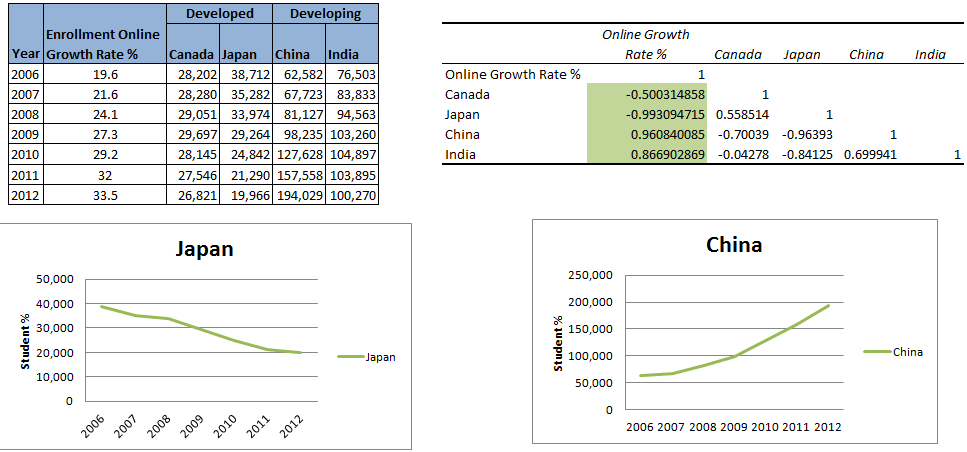 Developed Developing
Enrollment Online
Year Growth Rate % Canada Japan China India
2006 19.6 28,202 38,712 62,582 76,503
2007 21.6 28,280 35,282 67,723 83,833
2008 24.1 29,051 33,974 81,127 94,563
2009 27.3 29,697 29,264 98,235 103,260
2010 29.2 28,145 24,842 127,628 104,897
2011 32 27,546 21,290 157,558 103,895
2012 33.5 26,821 19,966 194,029 100,270
Online Growth
Rate % Canada Japan China India
Online Growth Rate % 1
Canada -0.500314858 1
Japan -0.993094715 0.558514 1
China 0.960840085 -0.70039 -0.96393 1
India 0.866902869 -0.04278 -0.84125 0.699941 1
Japan
50,000
40,000
30,000
20,000
10,000
0
Student %
2006 2007 2008 2009 2010 2011 2012
Japan
China
250,000
200,000
150,000
100,000
50,000
0
Student %
2006 2007 2008 2009 2010 2011 2012
China